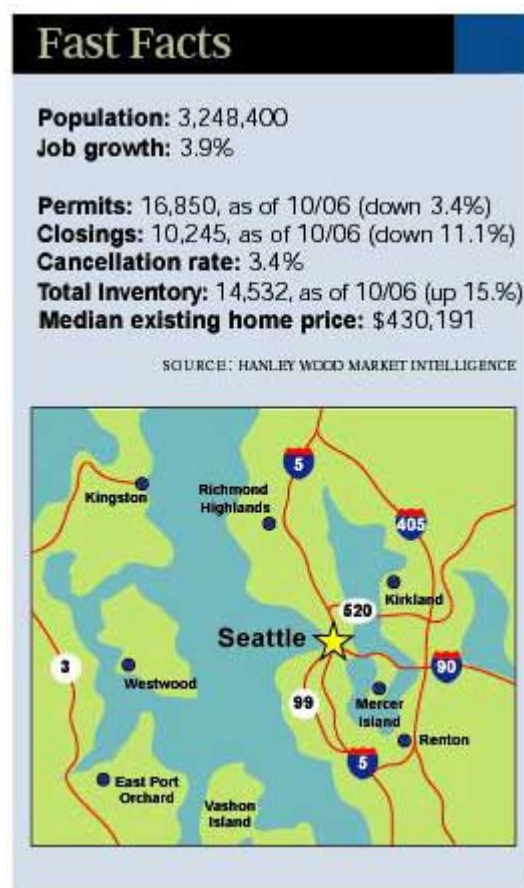 Fast Facts
Population: 3,248,400
Job growth: 3.9%
Permits: 16,850, as of 10/06 (down 3.4%)
Closings: 10,245, as of 10/06 (down 11.1%)
Cancellation rate: 3.4%
Total Inventory: 14,532, as of 10/06 (up 15.%)
Median existing home price: $430,191
SOURCE: HANLEY WOOD MARKET INTELLIGENCE
5
Kingston
Richmond
Highlands
405
Kirkland
520
Seattle
3
Westwood
90
99
Mercer
Island
Renton
5
East Port
Orchard
Vashon
Island